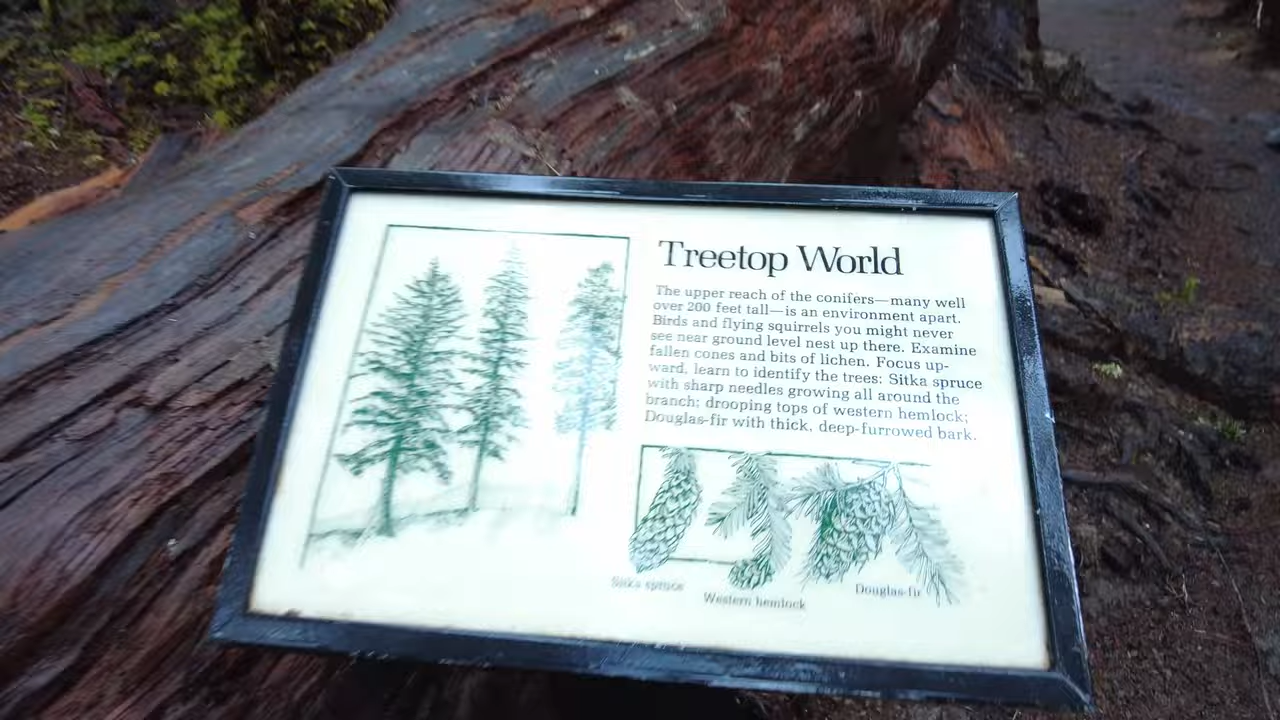 Treetop World
The upper reach of the conifers—many well
over 200 feet tall—is an environment apart.
Birds and flying squirrels you might never
see near ground level nest up there. Examine
fallen cones and bits of lichen. Focus up-
ward, learn to identify the trees: Sitka spruce
with sharp needles growing all around the
branch; drooping tops of western hemlock;
Douglas-fir with thick, deep-furrowed bark.
Sitka spruce
Western hemlock
Douglas-fir